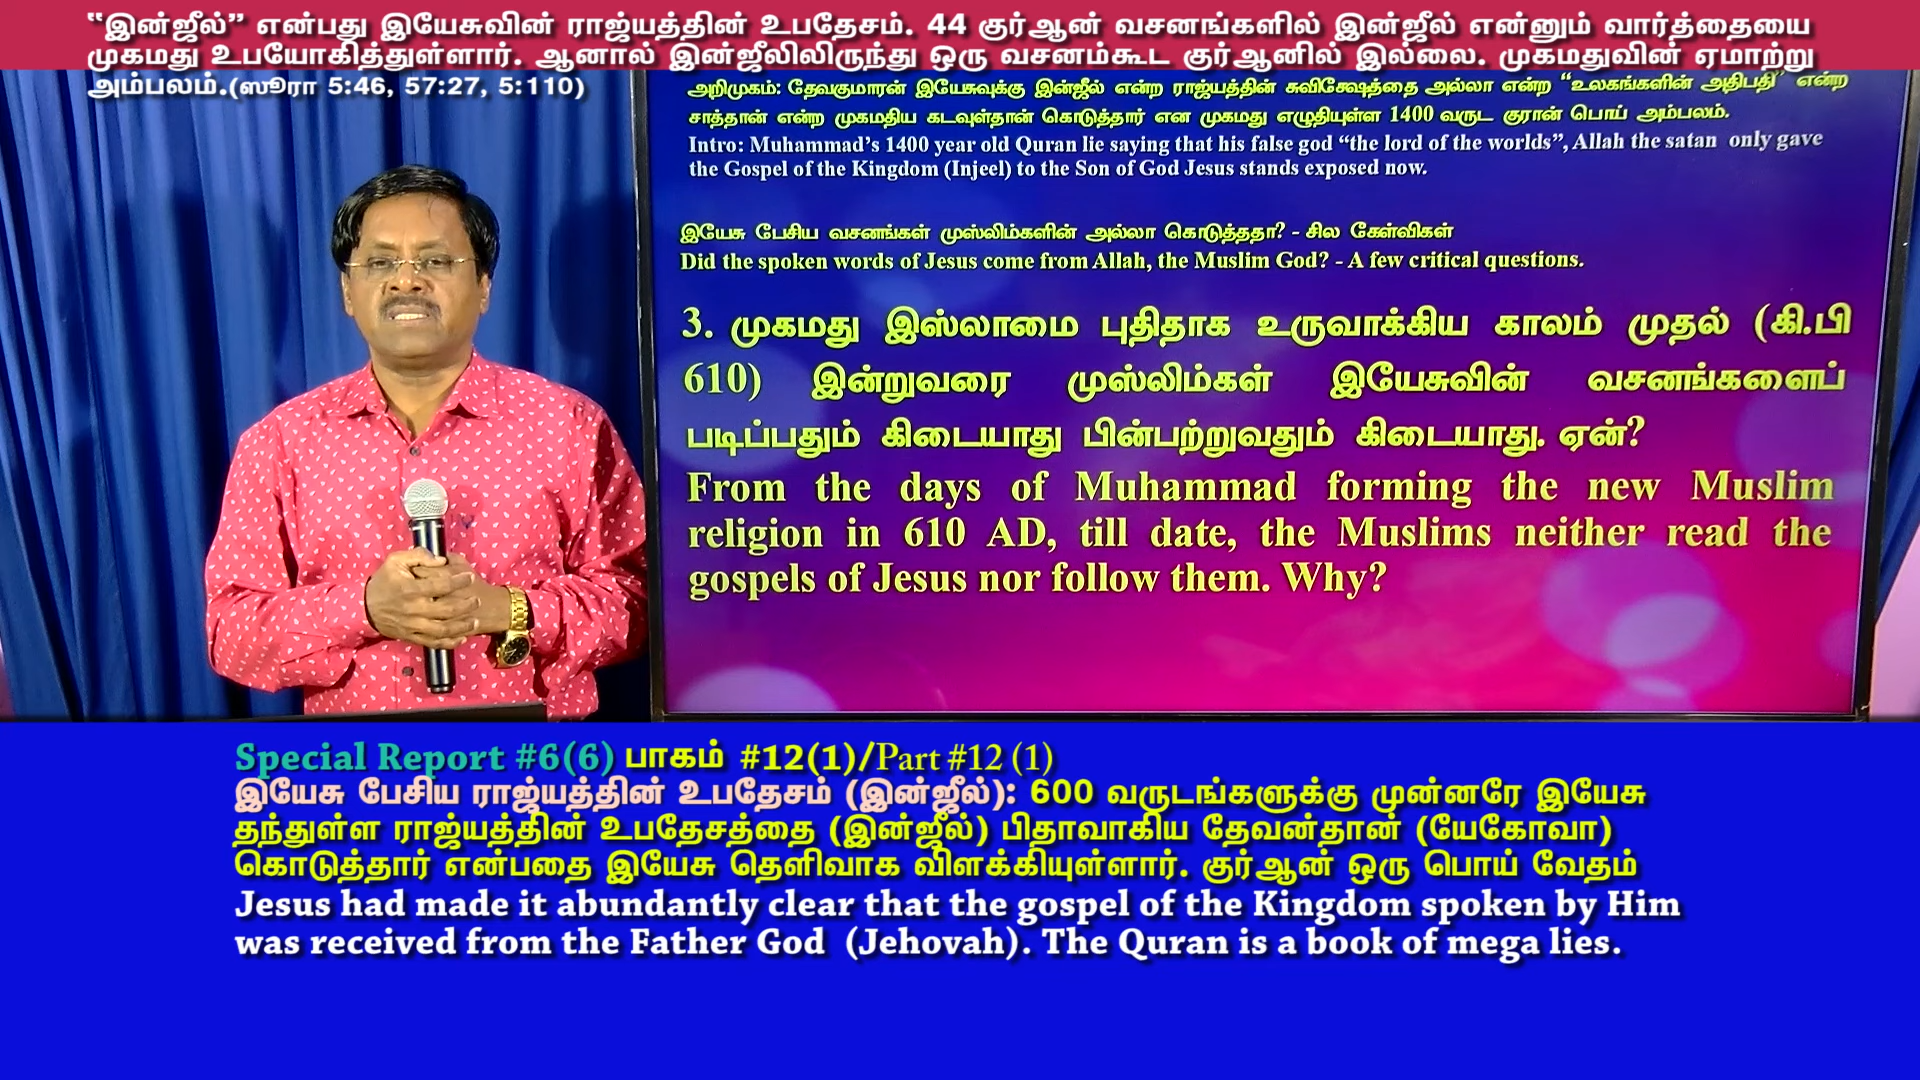 “இன்ஜீல்” என்பது இயேசுவின் ராஜ்யத்தின் உபதேசம். 44 குர்ஆன் வசனங்களில் இன்ஜீல் என்னும் வார்த்தையை
முகமது உபயோகித்துள்ளார். ஆனால் இன்ஜீலிலிருந்து ஒரு வசனம்கூட குர்ஆனில் இல்லை. முகமதுவின் ஏமாற்று
அம்பலம்.(ஸூரா 5:46, 57:27, 5:110)
அறிமுகம்: தேவகுமாரன் இயேசுவுக்கு இன்ஜீல் என்ற ராஜ்யத்தின் சுவிசேஷத்தை அல்லா என்ற “உலகங்களின் அதிபதி” என்ற
சாத்தான் என்ற முகமதிய கடவுள்தான் கொடுத்தார் என முகமது எழுதியுள்ள 1400 வருட குரான் பொய் அம்பலம்.
Intro: Muhammad’s 1400 year old Quran lie saying that his false god “the lord of the worlds”, Allah the satan only gave
the Gospel of the Kingdom (Injeel) to the Son of God Jesus stands exposed now.
இயேசு பேசிய வசனங்கள் முஸ்லிம்களின் அல்லா கொடுத்ததா? - சில கேள்விகள்
Did the spoken words of Jesus come from Allah, the Muslim God? - A few critical questions.
3. முகமது இஸ்லாமை புதிதாக உருவாக்கிய காலம் முதல் (கி.பி
610) இன்றுவரை முஸ்லிம்கள் இயேசுவின் வசனங்களைப்
படிப்பதும் கிடையாது பின்பற்றுவதும் கிடையாது. ஏன்?
From the days of Muhammad forming the new Muslim
religion in 610 AD, till date, the Muslims neither read the
gospels of Jesus nor follow them. Why?
Special Report #6(6) பாகம் #12(1)/Part #12 (1)
இயேசு பேசிய ராஜ்யத்தின் உபதேசம் (இன்ஜீல்): 600 வருடங்களுக்கு முன்னரே இயேசு
தந்துள்ள ராஜ்யத்தின் உபதேசத்தை (இன்ஜீல்) பிதாவாகிய தேவன்தான் (யேகோவா)
கொடுத்தார் என்பதை இயேசு தெளிவாக விளக்கியுள்ளார். குர்ஆன் ஒரு பொய் வேதம்
Jesus had made it abundantly clear that the gospel of the Kingdom spoken by Him
was received from the Father God (Jehovah). The Quran is a book of mega lies.